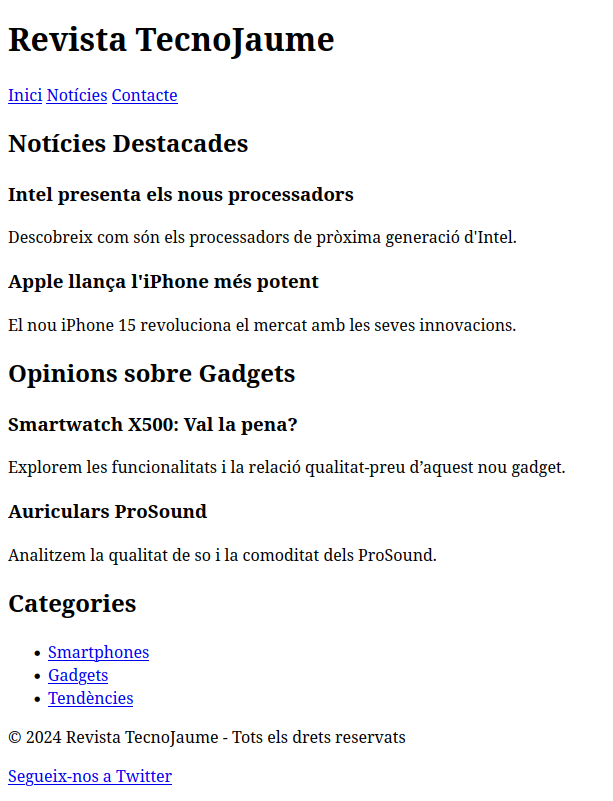 Revista TecnoJaume
Inici Notícies Contacte
Notícies Destacades
Intel presenta els nous processadors
Descobreix com són els processadors de pròxima generació d'Intel.
Apple llança l'iPhone més potent
El nou iPhone 15 revoluciona el mercat amb les seves innovacions.
Opinions sobre Gadgets
Smartwatch X500: Val la pena?
Explorem les funcionalitats i la relació qualitat-preu d’aquest nou gadget.
Auriculars ProSound
Analitzem la qualitat de so i la comoditat dels ProSound.
Categories
• Smartphones
• Gadgets
• Tendències
© 2024 Revista TecnoJaume - Tots els drets reservats
Segueix-nos a Twitter